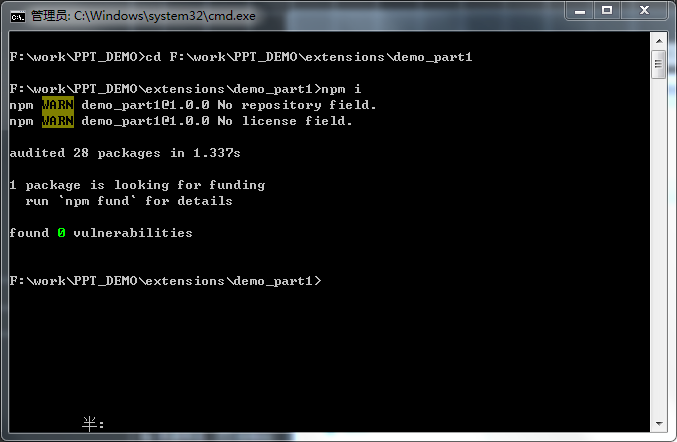 管理员: C:\Windows\system32\cmd.exe
F:\work\PPT_DEMO>cd F:\work\PPT_DEMO\extensions\demo_part1
F:\work\PPT_DEMO\extensions\demo_part1>npm i
npm WARN demo_part1@1.0.0 No repository field.
npm WARN demo_part1@1.0.0 No license field.
audited 28 packages in 1.337s
1 package is looking for funding
  run `npm fund` for details
found 0 vulnerabilities
F:\work\PPT_DEMO\extensions\demo_part1>
半: